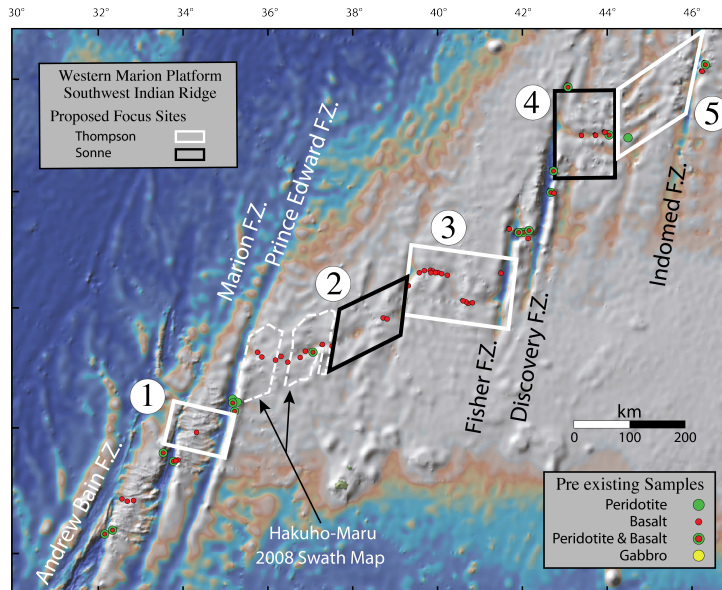 30° 32° 34° 36° 38° 40° 42° 44° 46°
Western Marion Platform
Southwest Indian Ridge
Proposed Focus Sites
Thompson
Sonne
Marion F.Z.
Prince Edward F.Z.
4
5
3
2
1
Indomed F.Z.
Fisher F.Z.
Discovery F.Z.
Andrew Bain F.Z.
km
0 100 200
Hakuho-Maru
2008 Swath Map
Pre existing Samples
Peridotite
Basalt
Peridotite & Basalt
Gabbro